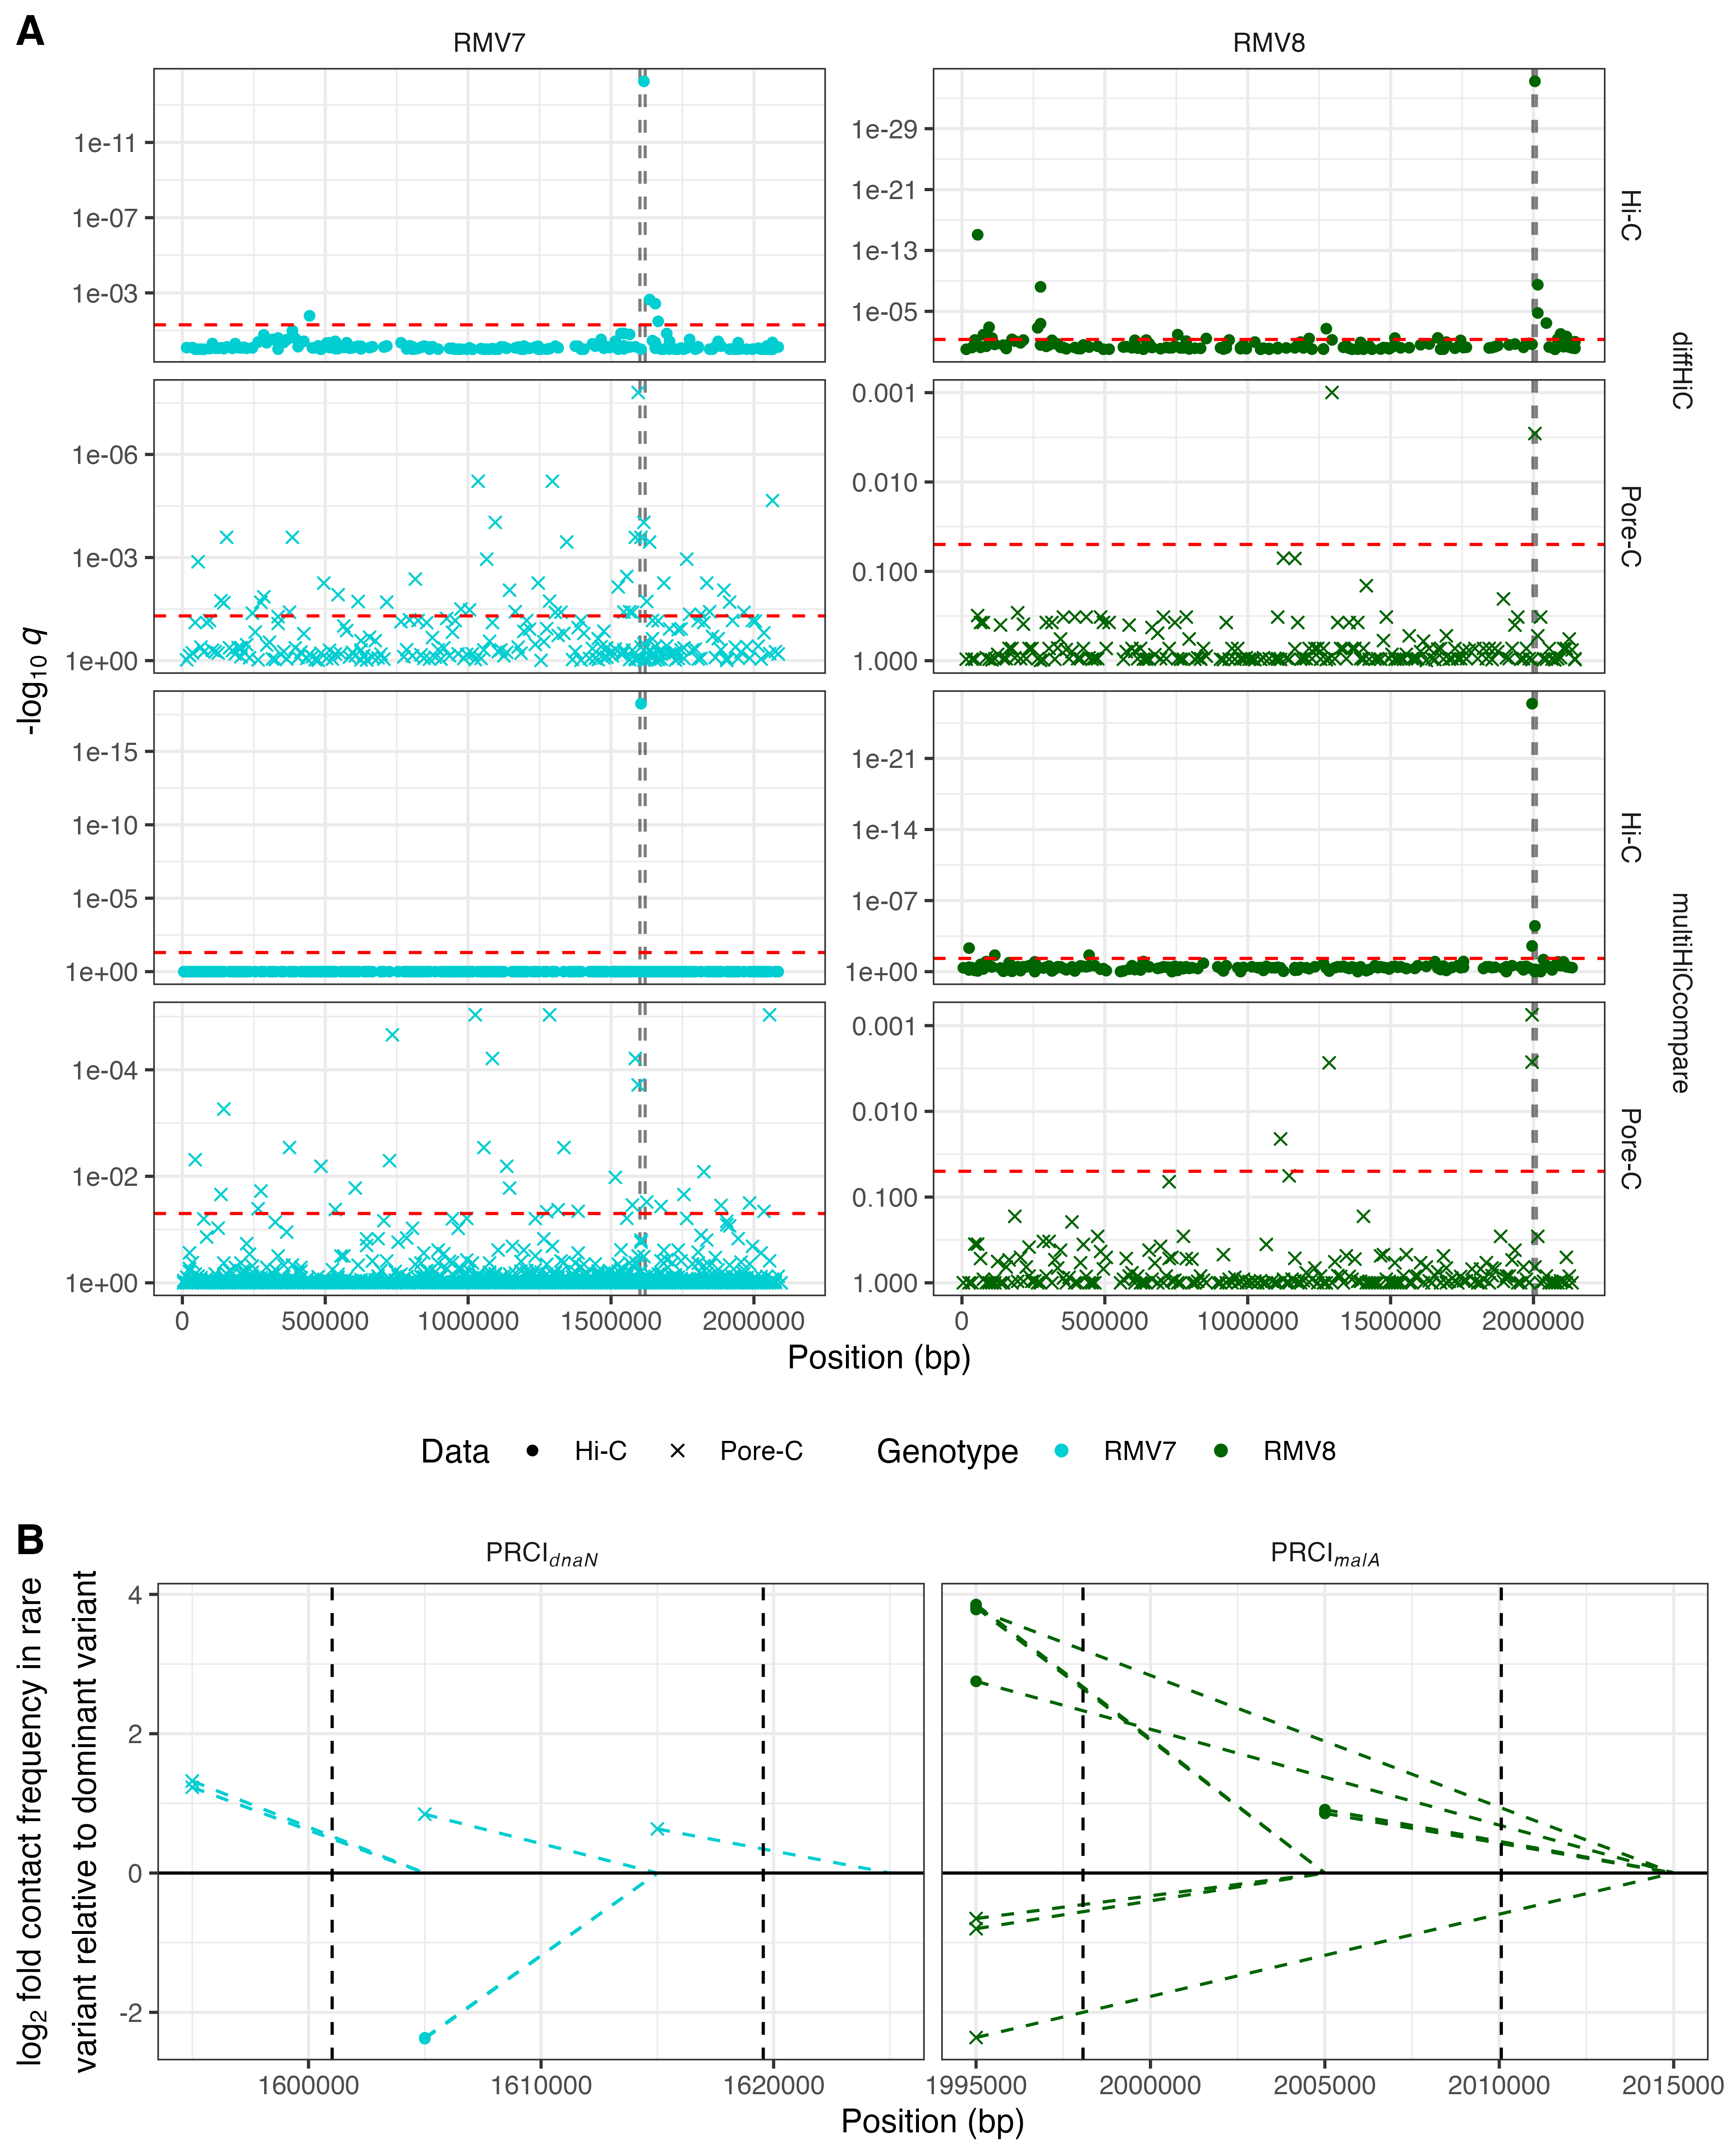 A
RMV7
RMV8
1e-11
1e-07
1e-03
1e-29
1e-21
1e-13
1e-05
Hi-C
1e-06
1e-03
1e+00
0.001
0.010
0.100
1.000
Pore-C
diffHiC
1e-15
1e-10
1e-05
1e+00
1e-21
1e-14
1e-07
1e+00
Hi-C
1e-04
1e-02
1e+00
0.001
0.010
0.100
1.000
Pore-C
multiHiCcompare
-log10 q
0 500000 1000000 1500000 2000000
0 500000 1000000 1500000 2000000
Position (bp)
Data Hi-C Pore-C Genotype RMV7 RMV8
B
PRCIdnaN
PRCImalA
log2 fold contact frequency in rare
variant relative to dominant variant
4
2
0
-2
1600000 1610000 1620000
1995000 2000000 2005000 2010000 2015000
Position (bp)